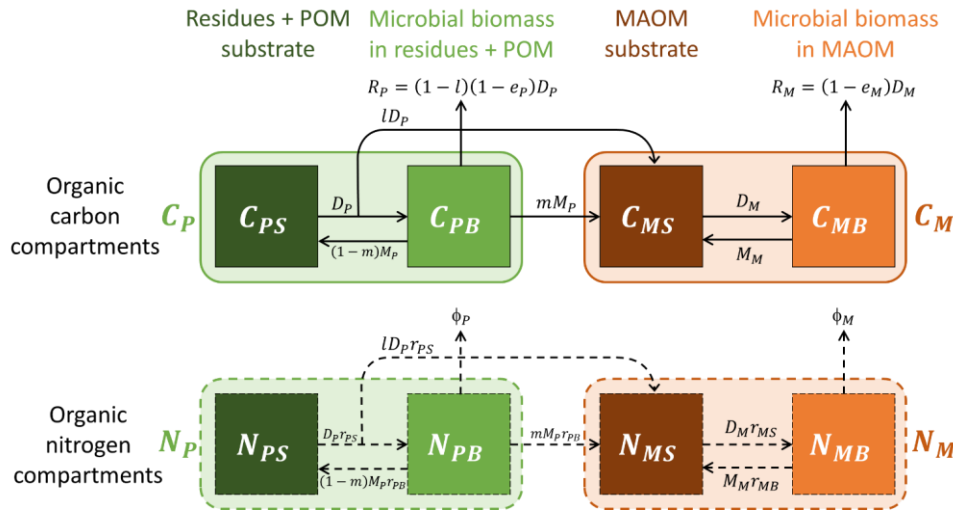 Residues + POM substrate
Microbial biomass in residues + POM
MAOM substrate
Microbial biomass in MAOM
R_P = (1 − l)(1 − e_P)D_P
R_M = (1 − e_M)D_M
lD_P
Organic carbon compartments
C_P
C_PS
D_P
(1−m)M_P
C_PB
mM_P
C_MS
D_M
M_M
C_MB
C_M
ϕ_P
ϕ_M
lD_P r_PS
Organic nitrogen compartments
N_P
N_PS
D_P r_PS
(1−m)M_P r_PB
N_PB
mM_P r_PB
N_MS
D_M r_MS
M_M r_MB
N_MB
N_M